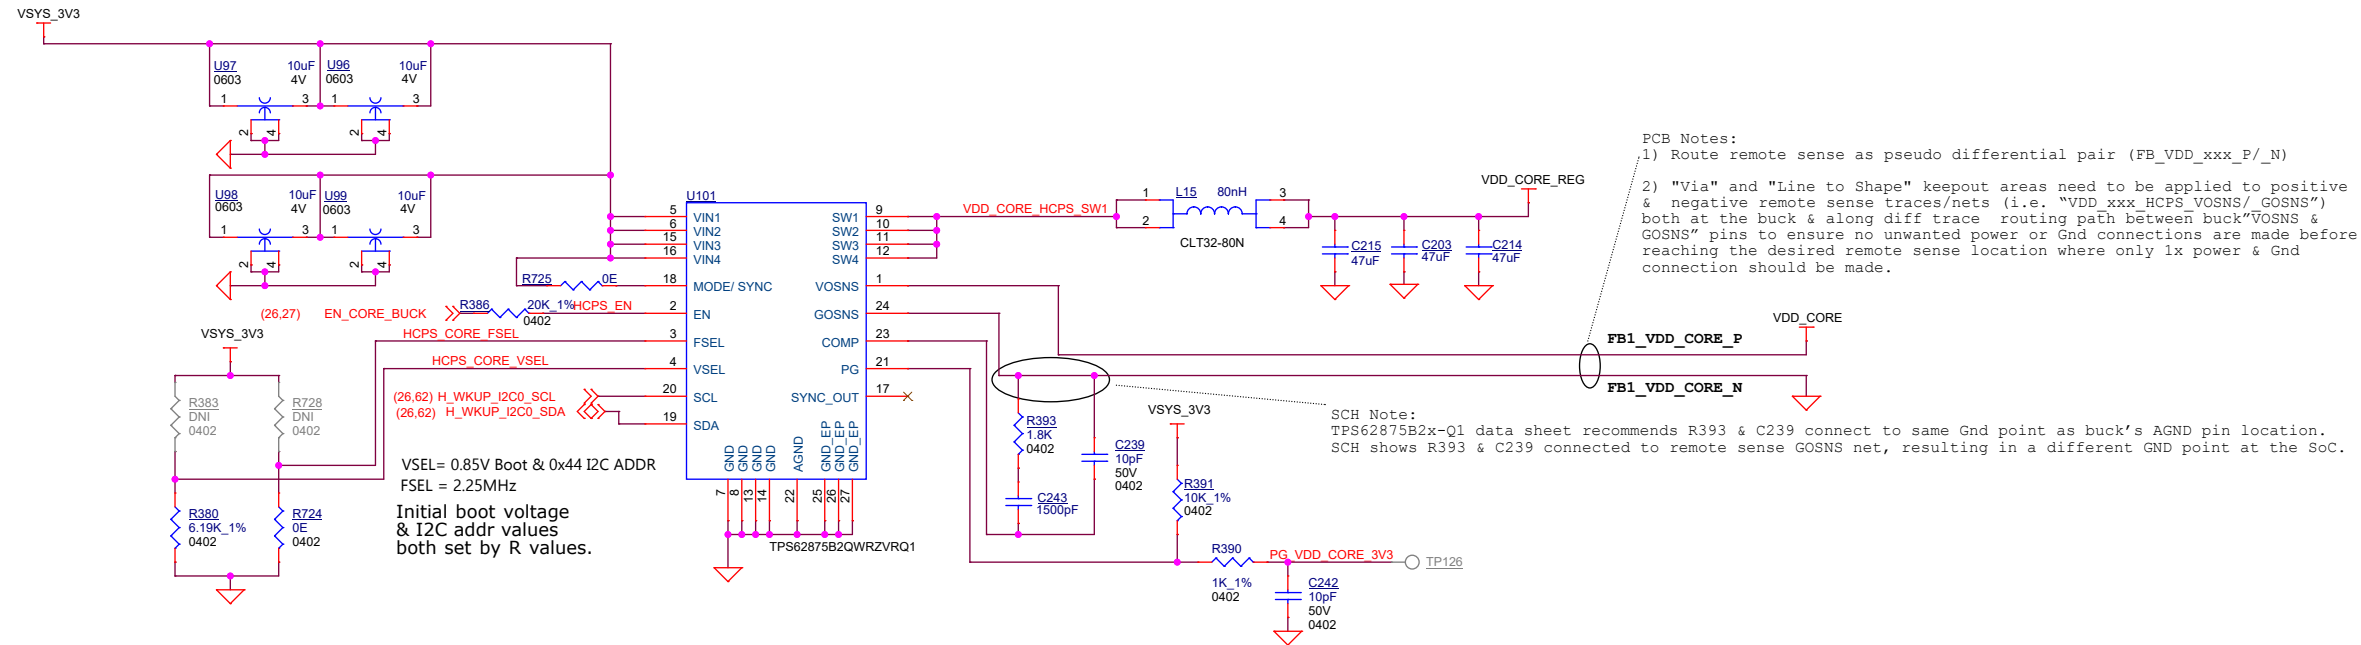 VSYS_3V3
U97
10uF
U96
10uF
0603
4V
0603
4V
1
3
1
3
2
4
2
4
U98
10uF
U99
10uF
0603
4V
0603
4V
1
3
1
3
2
4
2
4
U101
5
VIN1
6
VIN2
15
VIN3
16
VIN4
18
MODE/ SYNC
2
EN
3
FSEL
4
VSEL
20
SCL
19
SDA
SW1
9
SW2
10
SW3
11
SW4
12
VOSNS
1
GOSNS
24
COMP
23
PG
21
SYNC_OUT
17
GND
GND
GND
GND
AGND
GND_EP
GND_EP
GND_EP
7
8
13
14
22
25
26
27
TPS62875B2QWRZVRQ1
R725
0E
(26,27)
EN_CORE_BUCK
R386
20K_1%
0402
HCPS_EN
HCPS_CORE_FSEL
HCPS_CORE_VSEL
(26,62) H_WKUP_I2C0_SCL
(26,62) H_WKUP_I2C0_SDA
VSYS_3V3
R383
DNI
0402
R728
DNI
0402
R380
6.19K_1%
0402
R724
0E
0402
VSEL= 0.85V Boot & 0x44 I2C ADDR
FSEL = 2.25MHz
Initial boot voltage
& I2C addr values
both set by R values.
VDD_CORE_HCPS_SW1
1
L15
80nH
3
2
4
CLT32-80N
VDD_CORE_REG
C215
47uF
C203
47uF
C214
47uF
PCB Notes:
1) Route remote sense as pseudo differential pair (FB_VDD_xxx_P/_N)
2) "Via" and "Line to Shape" keepout areas need to be applied to positive
& negative remote sense traces/nets (i.e. “VDD_xxx_HCPS_VOSNS/_GOSNS”)
both at the buck & along diff trace routing path between buck”VOSNS &
GOSNS” pins to ensure no unwanted power or Gnd connections are made before
reaching the desired remote sense location where only 1x power & Gnd
connection should be made.
VDD_CORE
FB1_VDD_CORE_P
FB1_VDD_CORE_N
SCH Note:
TPS62875B2x-Q1 data sheet recommends R393 & C239 connect to same Gnd point as buck’s AGND pin location.
SCH shows R393 & C239 connected to remote sense GOSNS net, resulting in a different GND point at the SoC.
R393
1.8K
0402
C239
10pF
50V
0402
C243
1500pF
VSYS_3V3
R391
10K_1%
0402
R390
1K_1%
0402
PG_VDD_CORE_3V3
TP126
C242
10pF
50V
0402